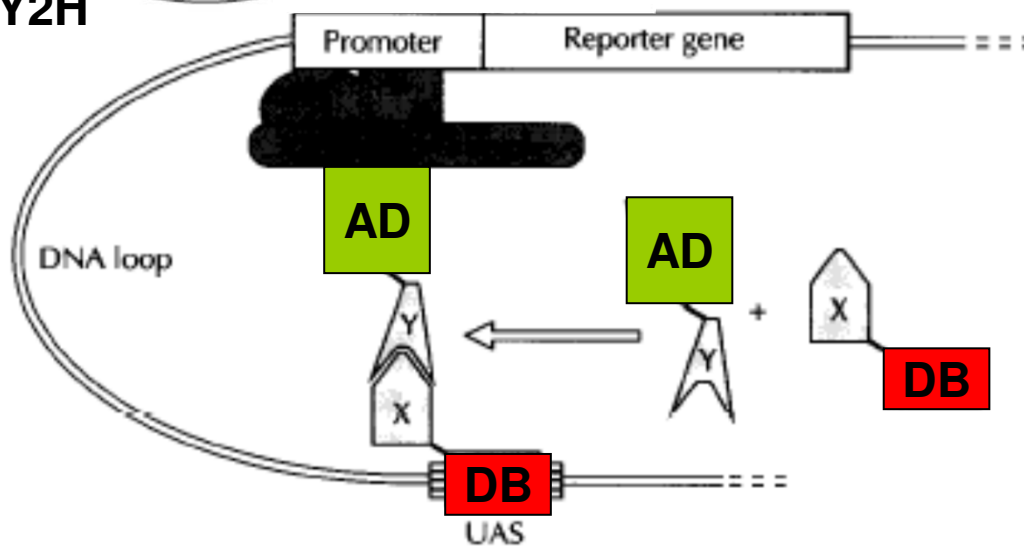 Y2H
Promoter Reporter gene
AD
AD
DNA loop
Y
+
X
Y
X
DB
DB
UAS